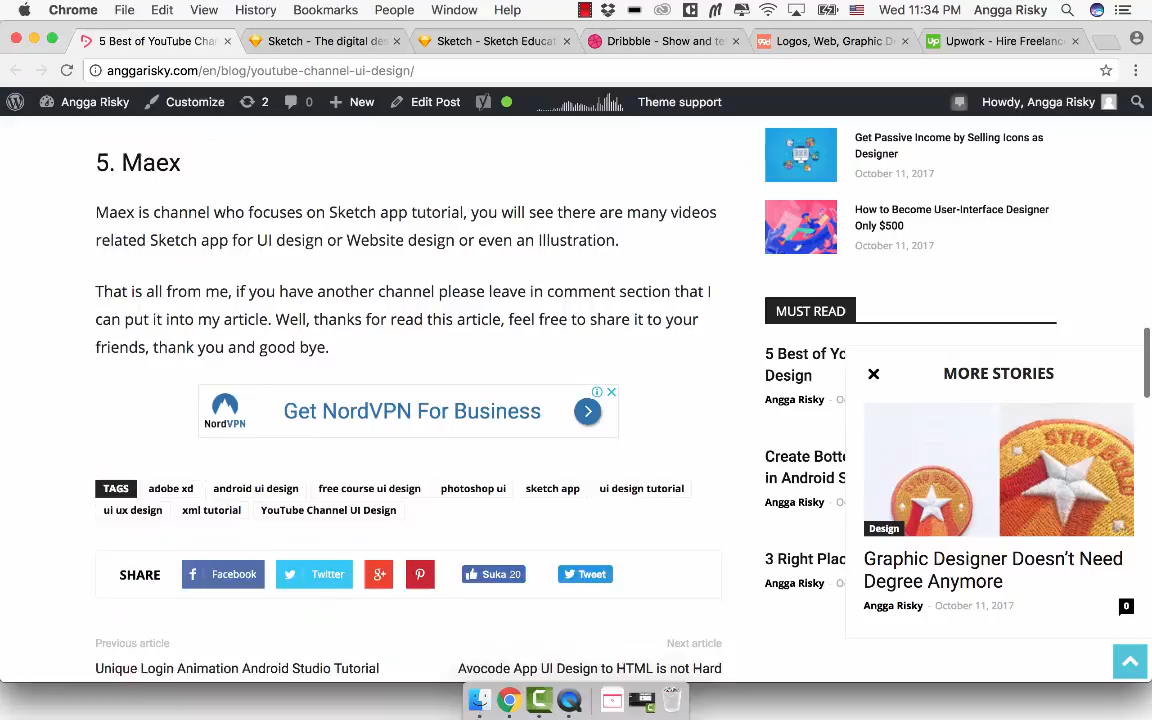 Chrome File Edit View History Bookmarks People Window Help Wed 11:34 PM Angga Risky
5 Best of YouTube Cha × Sketch - The digital des × Sketch - Sketch Educat × Dribbble - Show and te × 99d Logos, Web, Graphic D × Up Upwork - Hire Freelanc ×
anggarisky.com/en/blog/youtube-channel-ui-design/
Angga Risky Customize 2 0 New Edit Post Theme support Howdy, Angga Risky
5. Maex
Maex is channel who focuses on Sketch app tutorial, you will see there are many videos
related Sketch app for UI design or Website design or even an Illustration.
That is all from me, if you have another channel please leave in comment section that I
can put it into my article. Well, thanks for read this article, feel free to share it to your
friends, thank you and good bye.
NordVPN
Get NordVPN For Business
TAGS adobe xd android ui design free course ui design photoshop ui sketch app ui design tutorial
ui ux design xml tutorial YouTube Channel UI Design
SHARE Facebook Twitter Suka 20 Tweet
Previous article Next article
Unique Login Animation Android Studio Tutorial Avocode App UI Design to HTML is not Hard
Get Passive Income by Selling Icons as
Designer
October 11, 2017
How to Become User-Interface Designer
Only $500
October 11, 2017
MUST READ
5 Best of Yo
Design
Angga Risky - O
Create Botte
in Android S
Angga Risky - O
3 Right Plac
Angga Risky - O
MORE STORIES
STAY BOLD
Design
Graphic Designer Doesn't Need
Degree Anymore
Angga Risky - October 11, 2017 0